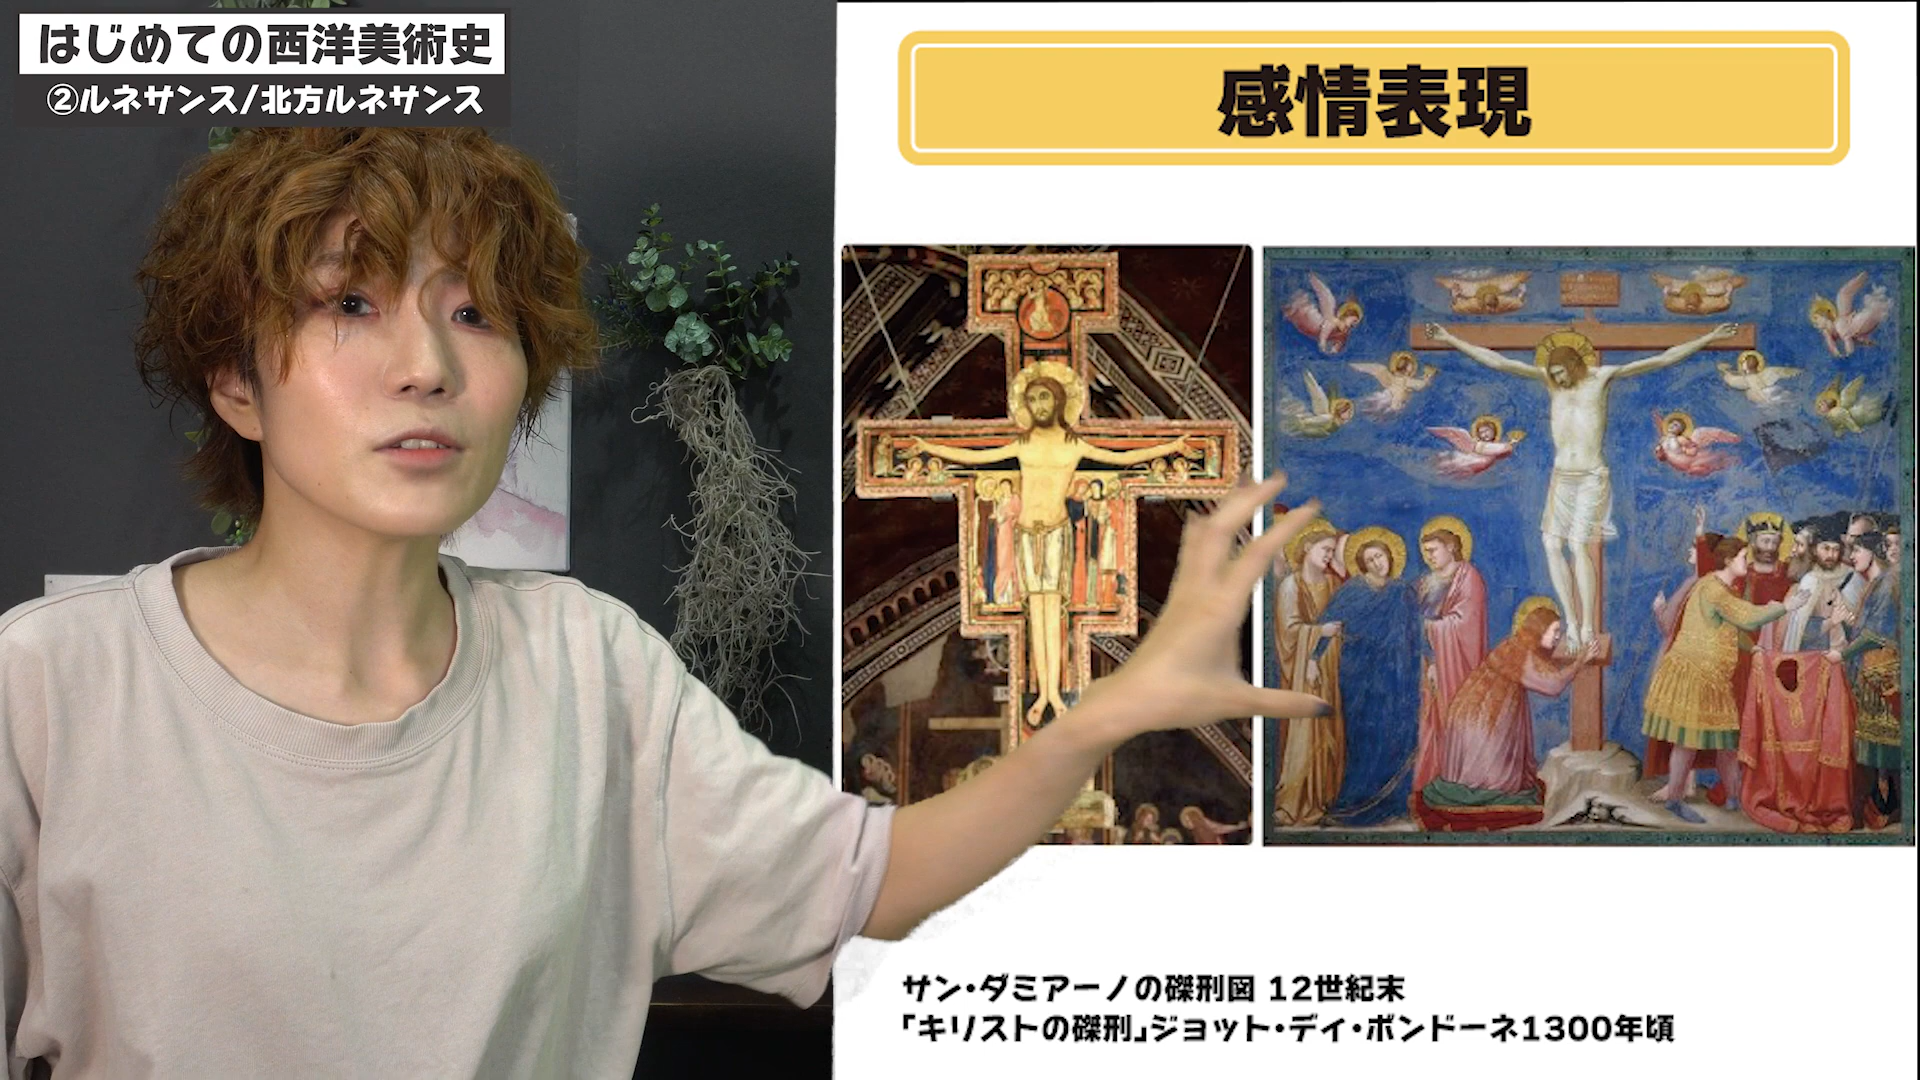 はじめての西洋美術史
②ルネサンス/北方ルネサンス
感情表現
サン・ダミアーノの磔刑図 12世紀末
「キリストの磔刑」ジョット・ディ・ボンドーネ1300年頃